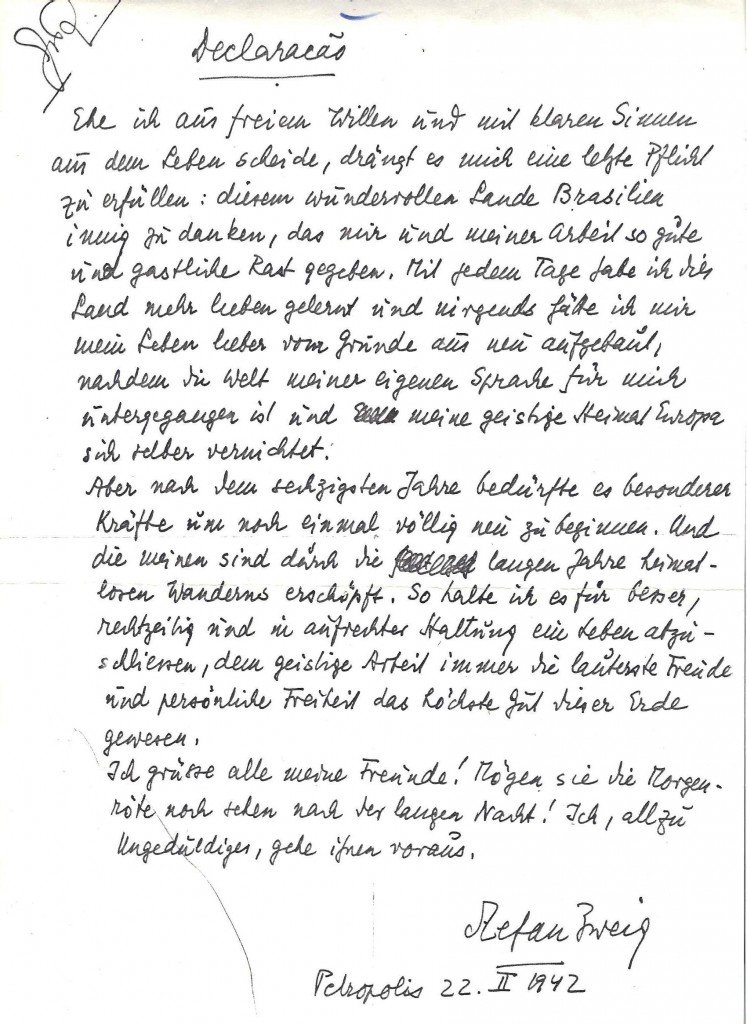 Declaracão
Ehe ich aus freiem Willen und mit klaren Sinnen
aus dem Leben scheide, drängt es mich eine letzte Pflicht
zu erfüllen: diesem wundervollen Lande Brasilien
innig zu danken, das mir und meiner Arbeit so gute
und gastliche Rast gegeben. Mit jedem Tage habe ich dies
Land mehr lieben gelernt und nirgends hätte ich mir
mein Leben lieber vom Grunde aus neu aufgebaut,
nachdem die Welt meiner eigenen Sprache für mich
untergegangen ist und meine geistige Heimat Europa
sich selber vernichtet.
Aber nach dem sechzigsten Jahre bedürfte es besonderer
Kräfte um noch einmal völlig neu zu beginnen. Und
die meinen sind durch die langen Jahre heimat-
losen Wanderns erschöpft. So halte ich es für besser,
rechtzeitig und in aufrechter Haltung ein Leben abzu-
schliessen, dem geistige Arbeit immer die lauterste Freude
und persönliche Freiheit das höchste Gut dieser Erde
gewesen.
Ich grüsse alle meine Freunde! Mögen sie die Morgen-
röte noch sehen nach der langen Nacht! Ich, allzu
Ungeduldiger, gehe ihnen voraus.
Stefan Zweig
Petropolis 22. II 1942